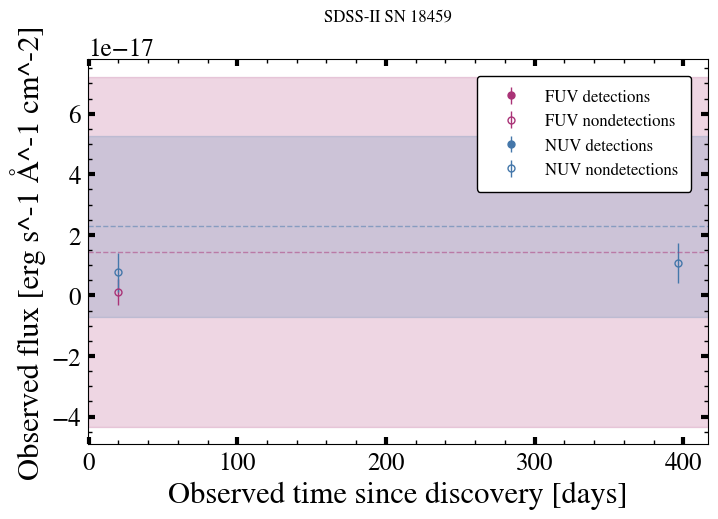 SDSS-II SN 18459
1e−17
Observed flux [erg s^-1 Å^-1 cm^-2]
6
4
2
0
−2
−4
FUV detections
FUV nondetections
NUV detections
NUV nondetections
0 100 200 300 400
Observed time since discovery [days]